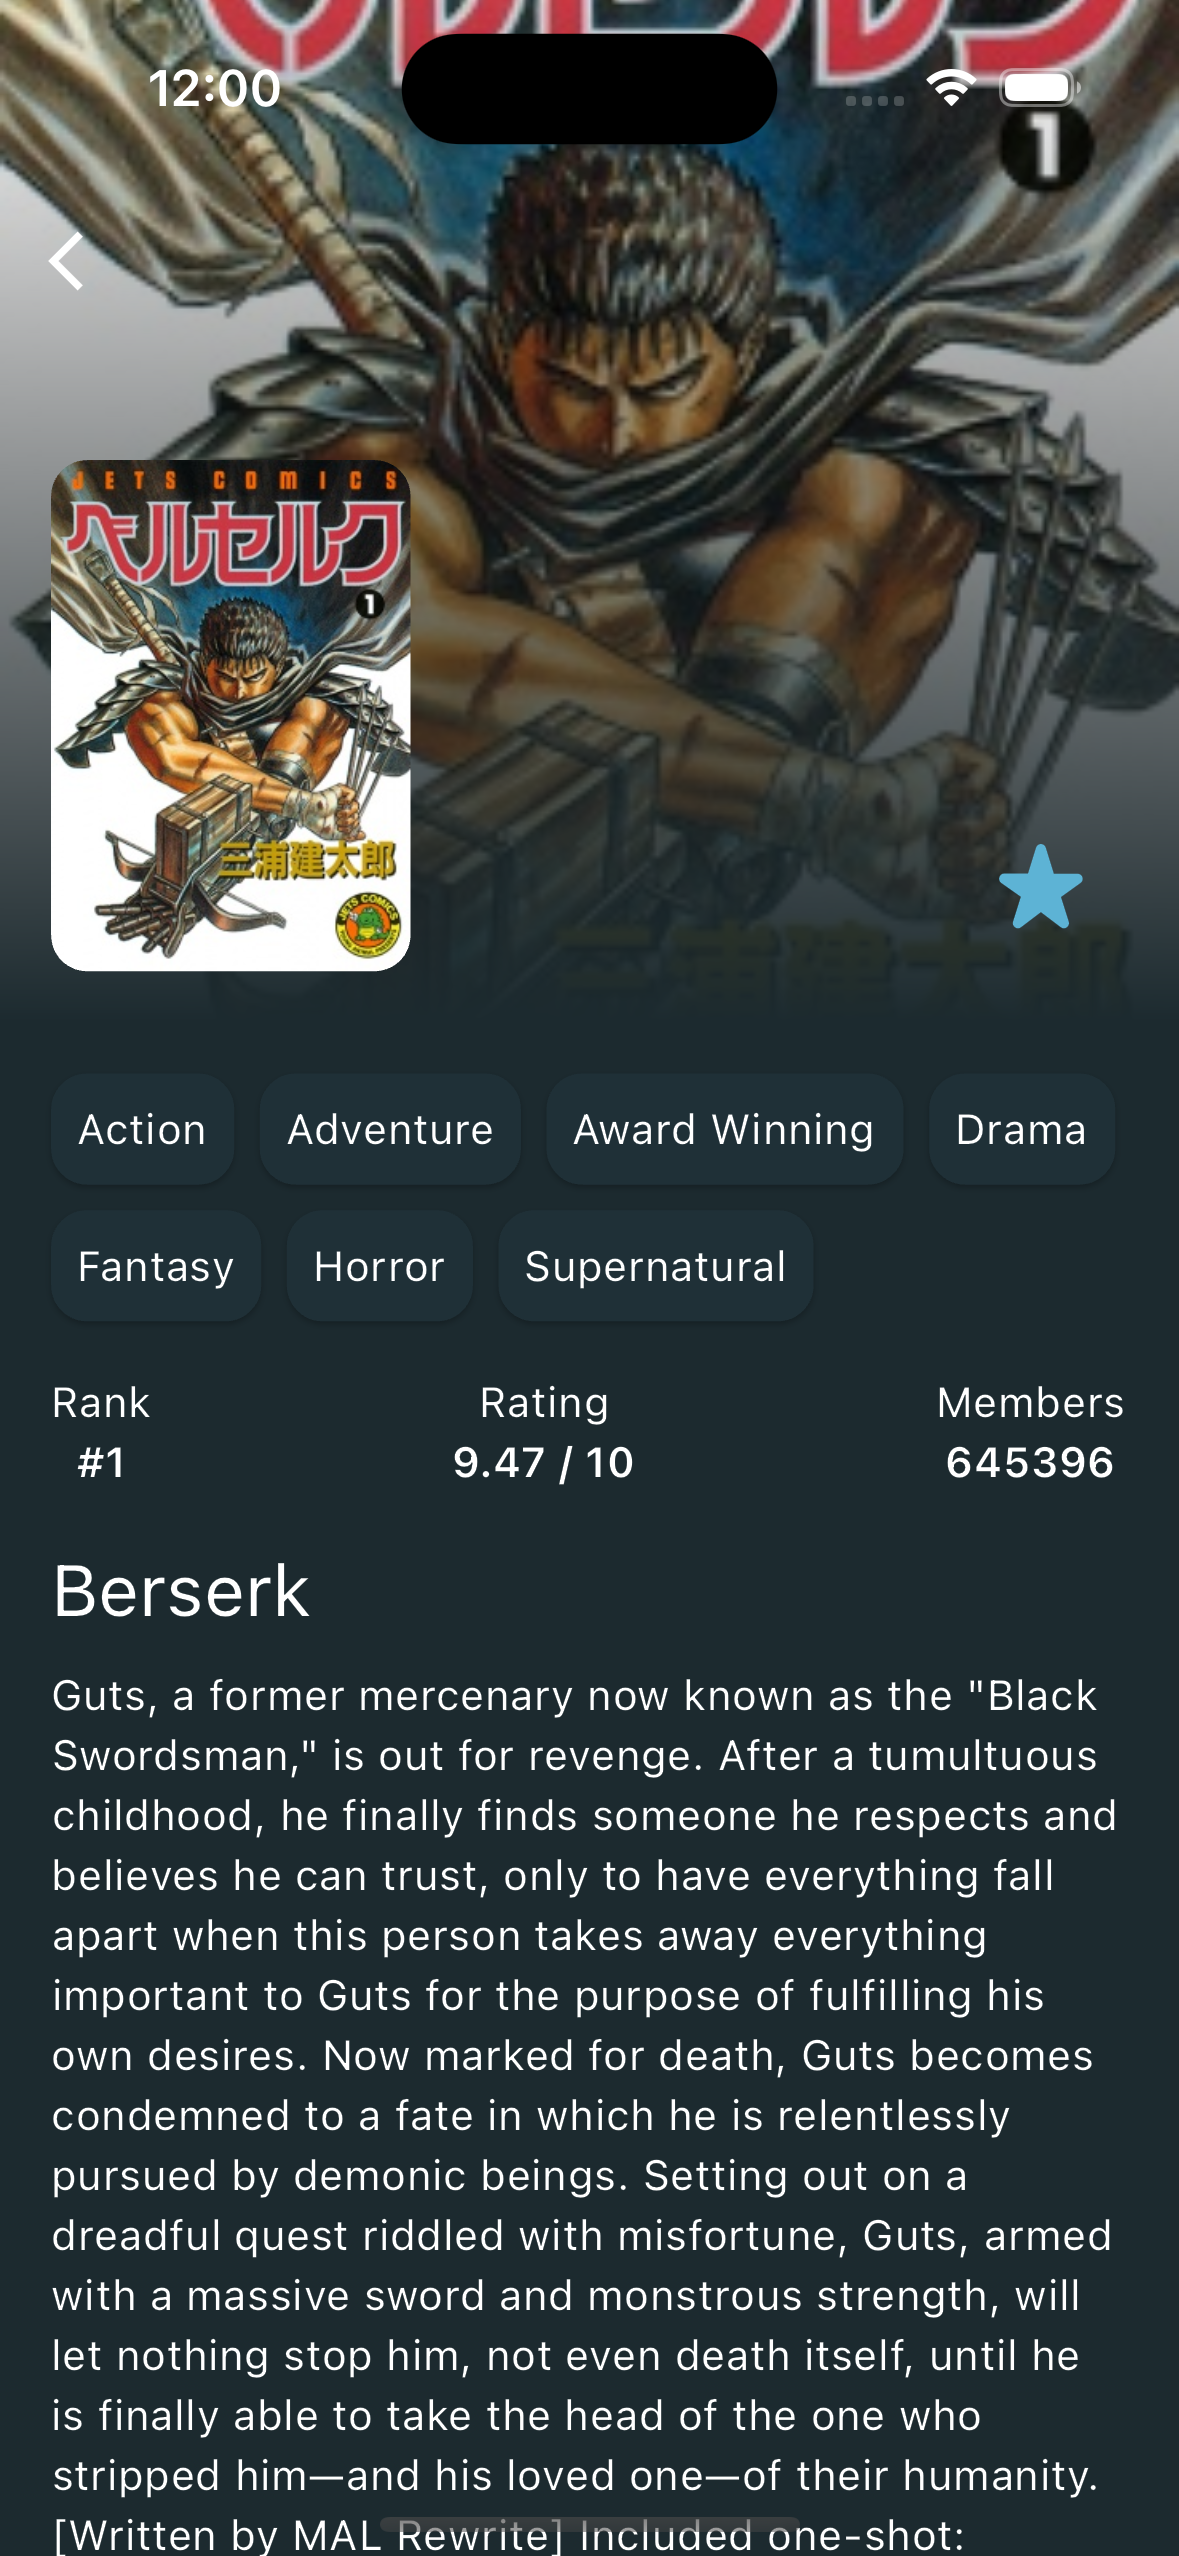 12:00
1
JETS COMICS
ベルセルク
1
三浦建太郎
JETS COMICS
三浦建太郎
Action
Adventure
Award Winning
Drama
Fantasy
Horror
Supernatural
Rank
Rating
Members
#1
9.47 / 10
645396
Berserk
Guts, a former mercenary now known as the "Black
Swordsman," is out for revenge. After a tumultuous
childhood, he finally finds someone he respects and
believes he can trust, only to have everything fall
apart when this person takes away everything
important to Guts for the purpose of fulfilling his
own desires. Now marked for death, Guts becomes
condemned to a fate in which he is relentlessly
pursued by demonic beings. Setting out on a
dreadful quest riddled with misfortune, Guts, armed
with a massive sword and monstrous strength, will
let nothing stop him, not even death itself, until he
is finally able to take the head of the one who
stripped him—and his loved one—of their humanity.
[Written by MAL Rewrite] Included one-shot: